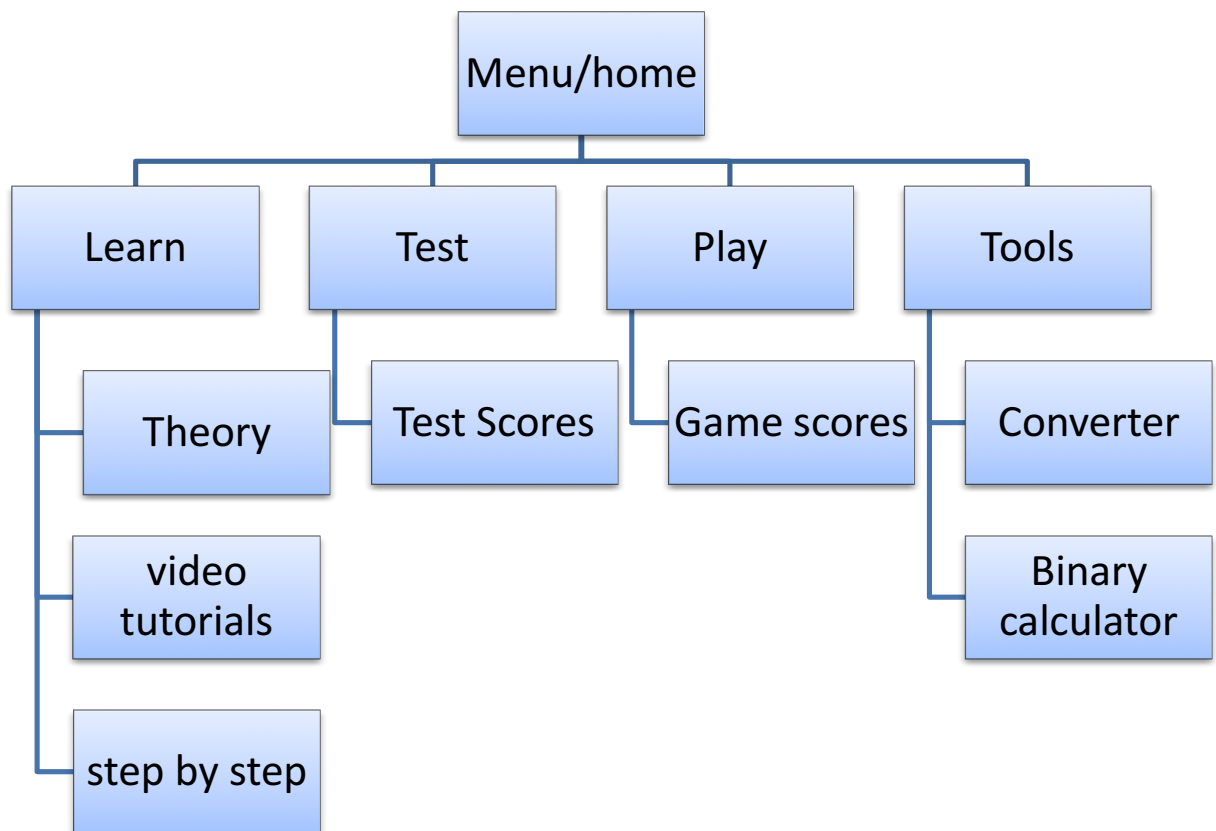 Menu/home
Learn
Test
Play
Tools
Theory
Test Scores
Game scores
Converter
video
tutorials
Binary
calculator
step by step